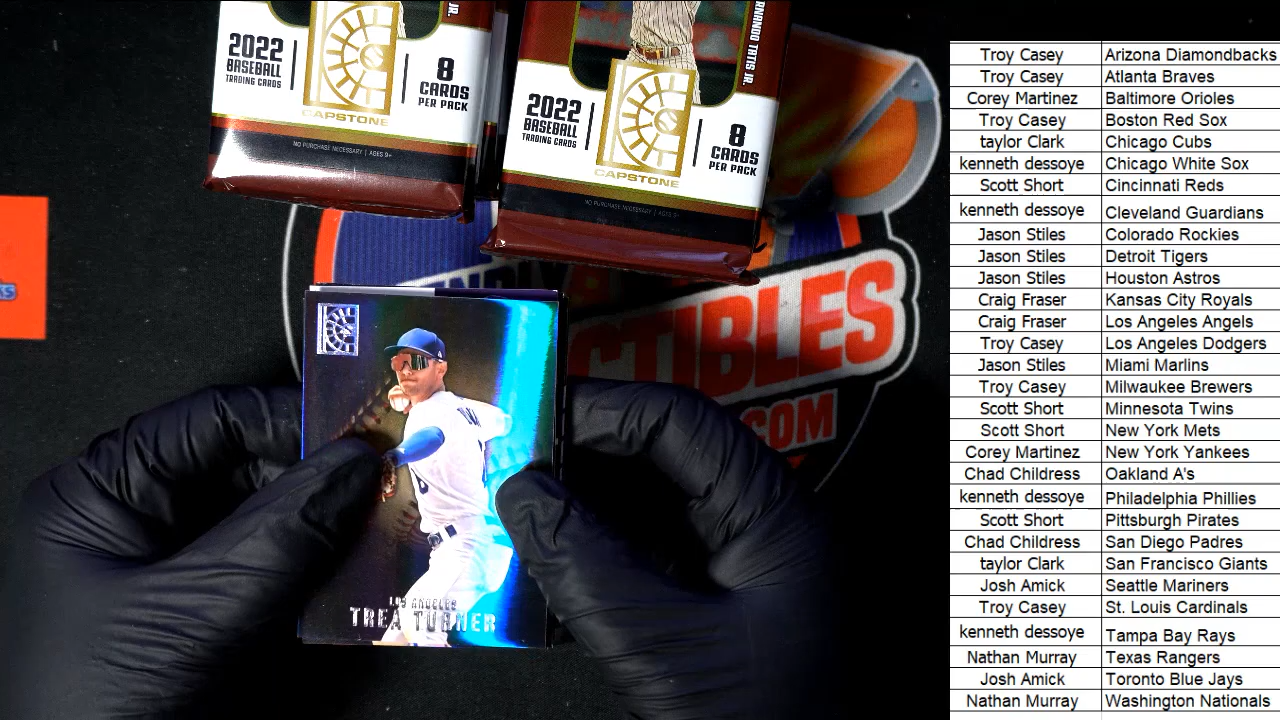 JR.
2022
BASEBALL
TRADING CARDS
8
CARDS
PER PACK
CAPSTONE
NO PURCHASE NECESSARY | AGES 9+
RNANDO TATIS JR.
2022
BASEBALL
TRADING CARDS
8
CARDS
PER PACK
CAPSTONE
NO PURCHASE NECESSARY | AGES 9+
CTIBLES
.COM
LOS ANGELES
TREA TURNER
Troy Casey Arizona Diamondbacks
Troy Casey Atlanta Braves
Corey Martinez Baltimore Orioles
Troy Casey Boston Red Sox
taylor Clark Chicago Cubs
kenneth dessoye Chicago White Sox
Scott Short Cincinnati Reds
kenneth dessoye Cleveland Guardians
Jason Stiles Colorado Rockies
Jason Stiles Detroit Tigers
Jason Stiles Houston Astros
Craig Fraser Kansas City Royals
Craig Fraser Los Angeles Angels
Troy Casey Los Angeles Dodgers
Jason Stiles Miami Marlins
Troy Casey Milwaukee Brewers
Scott Short Minnesota Twins
Scott Short New York Mets
Corey Martinez New York Yankees
Chad Childress Oakland A's
kenneth dessoye Philadelphia Phillies
Scott Short Pittsburgh Pirates
Chad Childress San Diego Padres
taylor Clark San Francisco Giants
Josh Amick Seattle Mariners
Troy Casey St. Louis Cardinals
kenneth dessoye Tampa Bay Rays
Nathan Murray Texas Rangers
Josh Amick Toronto Blue Jays
Nathan Murray Washington Nationals